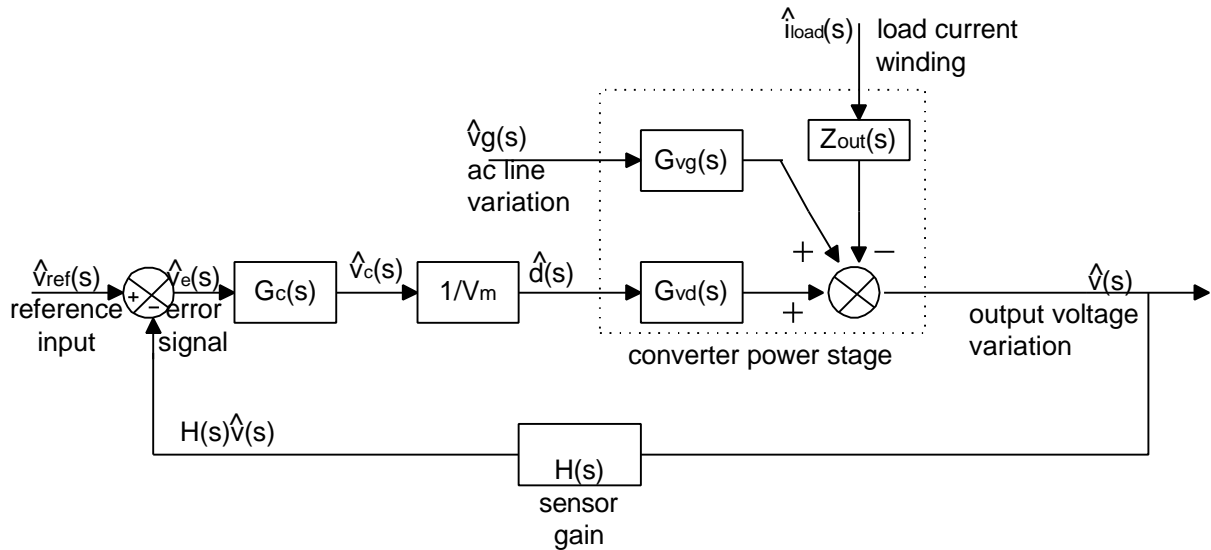 îload(s) load current
winding
v̂g(s)
ac line
variation
Gvg(s)
Zout(s)
+
−
v̂ref(s)
reference
input
+
−
v̂e(s)
error
signal
Gc(s)
v̂c(s)
1/Vm
d̂(s)
Gvd(s)
+
v̂(s)
output voltage
variation
converter power stage
H(s)v̂(s)
H(s)
sensor
gain